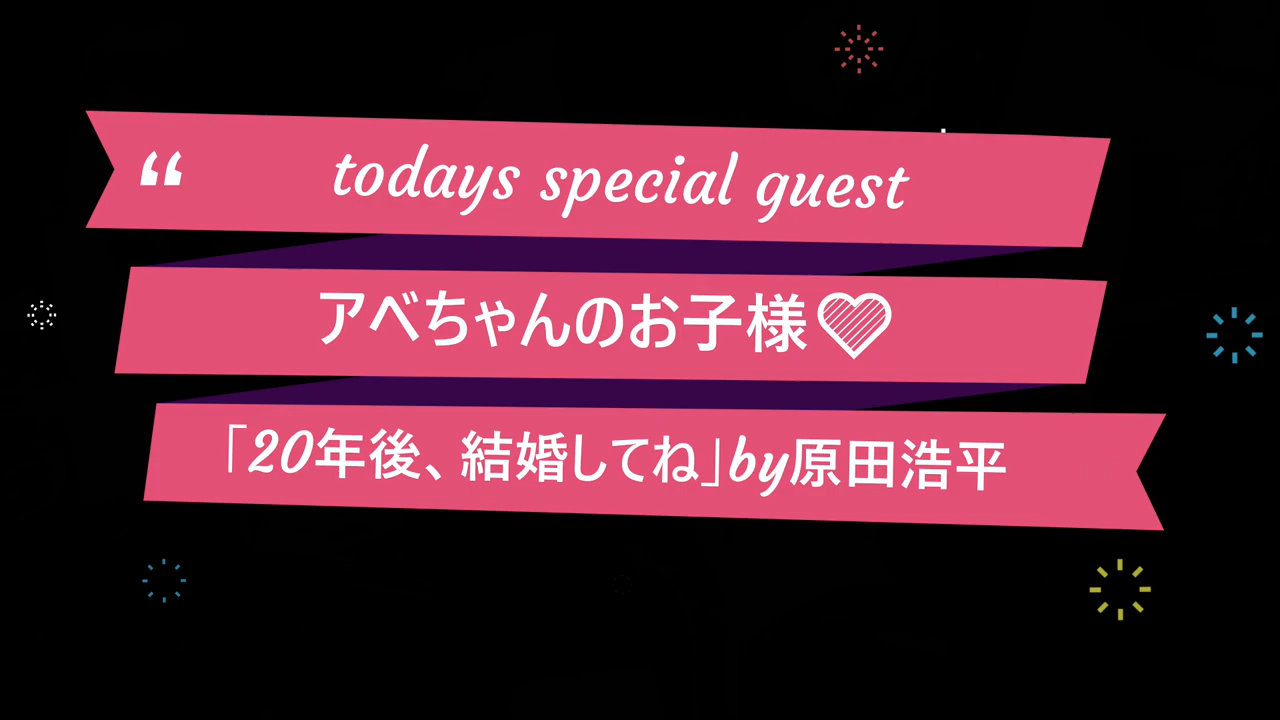 “ todays special guest
アベちゃんのお子様♡
「20年後、結婚してね」by原田浩平